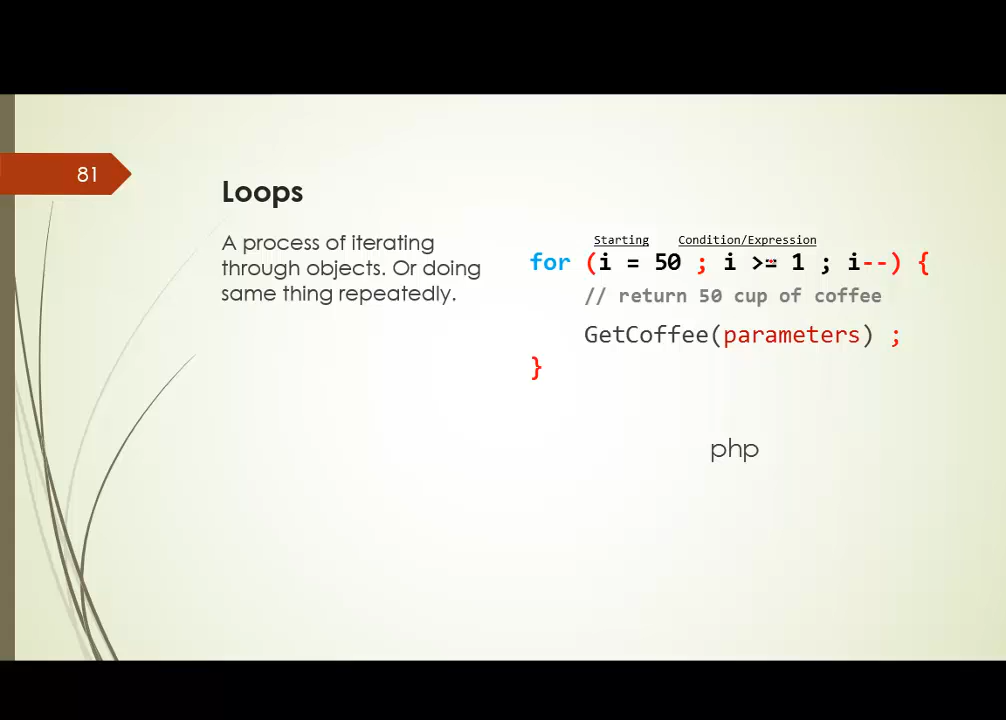 81
Loops
A process of iterating
through objects. Or doing
same thing repeatedly.
Starting Condition/Expression
for (i = 50 ; i >= 1 ; i--) {
// return 50 cup of coffee
GetCoffee(parameters) ;
}
php